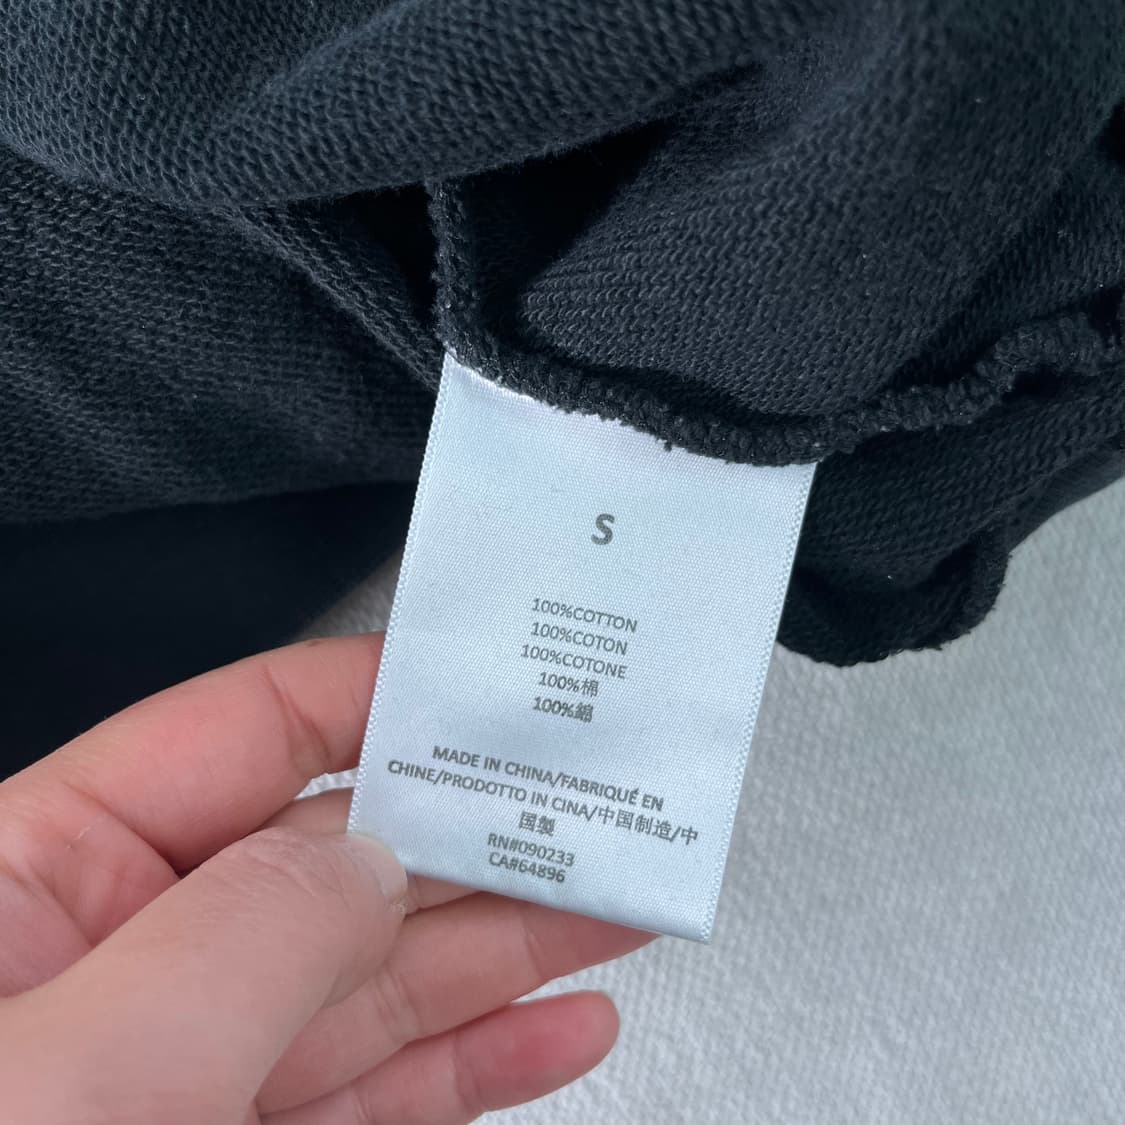 S
100%COTTON
100%COTON
100%COTONE
100%棉
100%綿
MADE IN CHINA/FABRIQUÉ EN
CHINE/PRODOTTO IN CINA/中国制造/中
国製
RN#090233
CA#64896